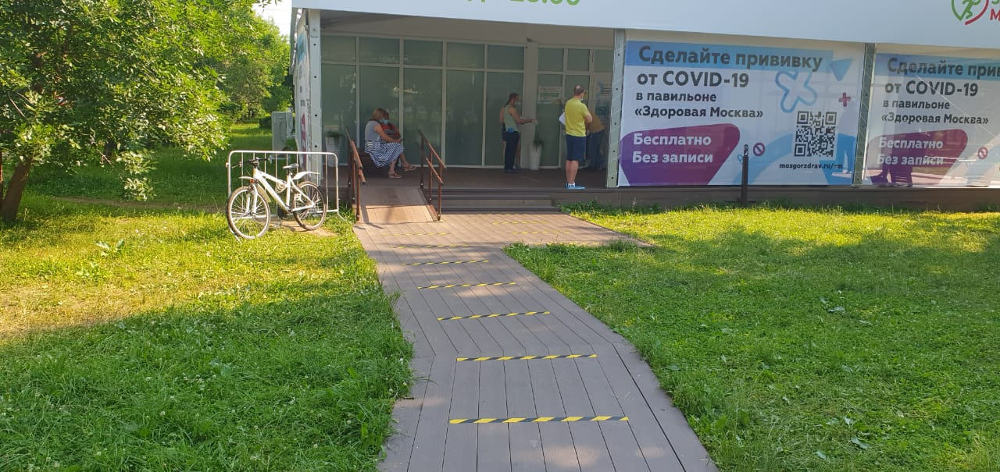 Сделайте прививку
от COVID-19
в павильоне
«Здоровая Москва»
Бесплатно
Без записи
mosgorzdrav.ru/zm
Сделайте
от COVID-19
в павильоне
«Здоровая Москва»
Бесплатно
Без записи